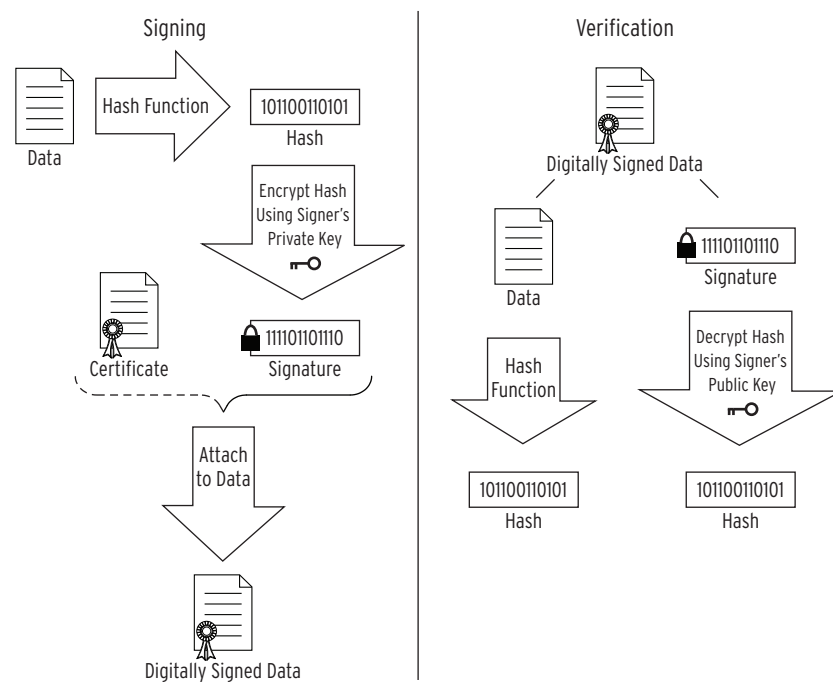 Signing
Data
Hash Function
101100110101
Hash
Encrypt Hash
Using Signer's
Private Key
Certificate
111101101110
Signature
Attach
to Data
Digitally Signed Data
Verification
Digitally Signed Data
Data
111101101110
Signature
Hash
Function
Decrypt Hash
Using Signer's
Public Key
101100110101
Hash
101100110101
Hash